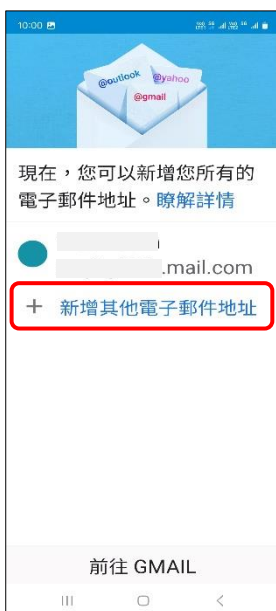 10:00
@outlook @yahoo
@gmail
現在，您可以新增您所有的
電子郵件地址。瞭解詳情
.mail.com
+ 新增其他電子郵件地址
前往 GMAIL